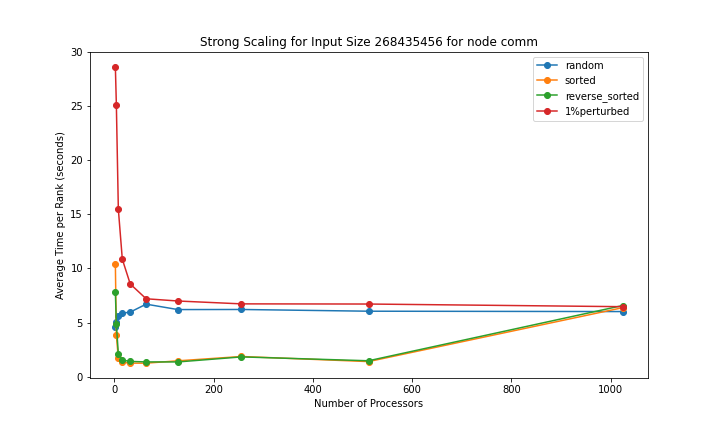 Strong Scaling for Input Size 268435456 for node comm
random
sorted
reverse_sorted
1%perturbed
Average Time per Rank (seconds)
30
25
20
15
10
5
0
0 200 400 600 800 1000
Number of Processors